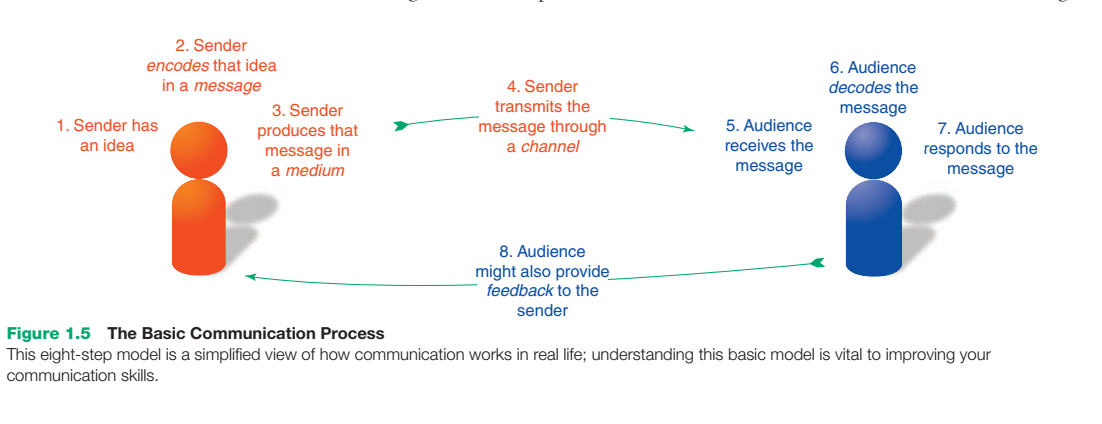 2. Sender
encodes that idea
in a message
1. Sender has
an idea
3. Sender
produces that
message in
a medium
4. Sender
transmits the
message through
a channel
5. Audience
receives the
message
6. Audience
decodes the
message
7. Audience
responds to the
message
8. Audience
might also provide
feedback to the
sender
Figure 1.5 The Basic Communication Process
This eight-step model is a simplified view of how communication works in real life; understanding this basic model is vital to improving your
communication skills.